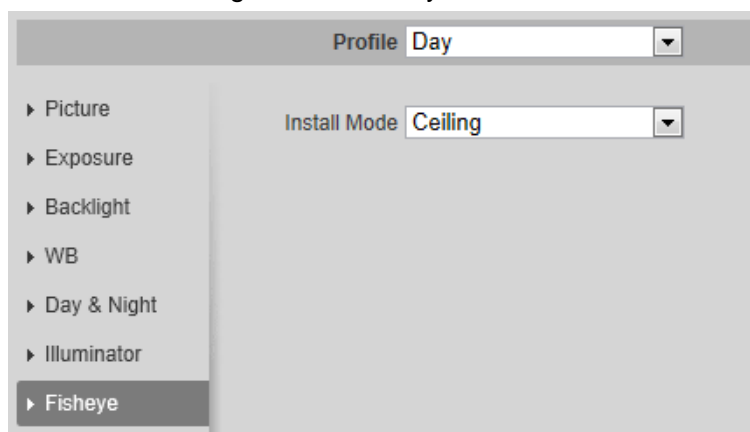 Profile Day
Picture
Install Mode Ceiling
Exposure
Backlight
WB
Day & Night
Illuminator
Fisheye